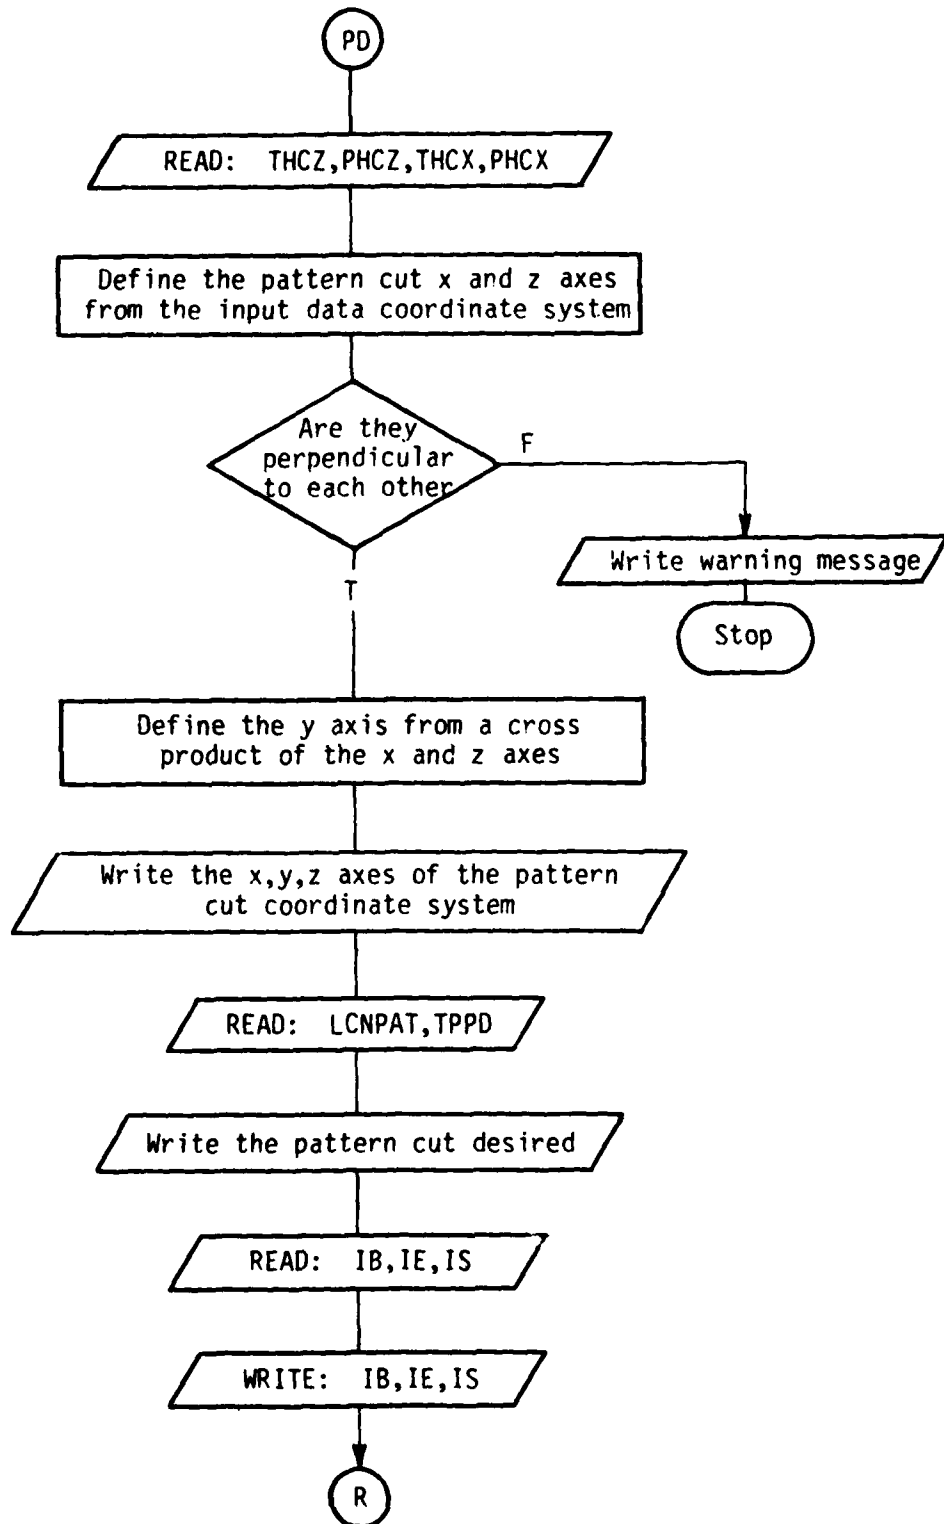 PD
READ: THCZ,PHCZ,THCX,PHCX
Define the pattern cut x and z axes
from the input data coordinate system
Are they
perpendicular
to each other
F
Write warning message
Stop
T
Define the y axis from a cross
product of the x and z axes
Write the x,y,z axes of the pattern
cut coordinate system
READ: LCNPAT,TPPD
Write the pattern cut desired
READ: IB,IE,IS
WRITE: IB,IE,IS
R